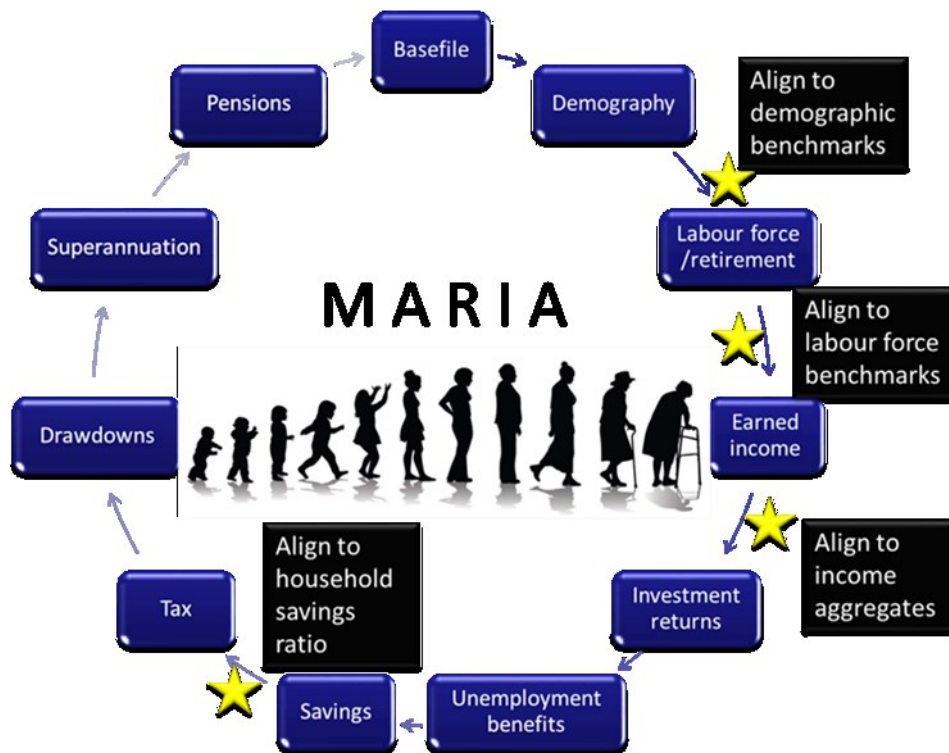 Basefile
Demography
Align to
demographic
benchmarks
Labour force
/retirement
Align to
labour force
benchmarks
Earned
income
Align to
income
aggregates
Investment
returns
Unemployment
benefits
Savings
Align to
household
savings
ratio
Tax
Drawdowns
Superannuation
Pensions
MARIA